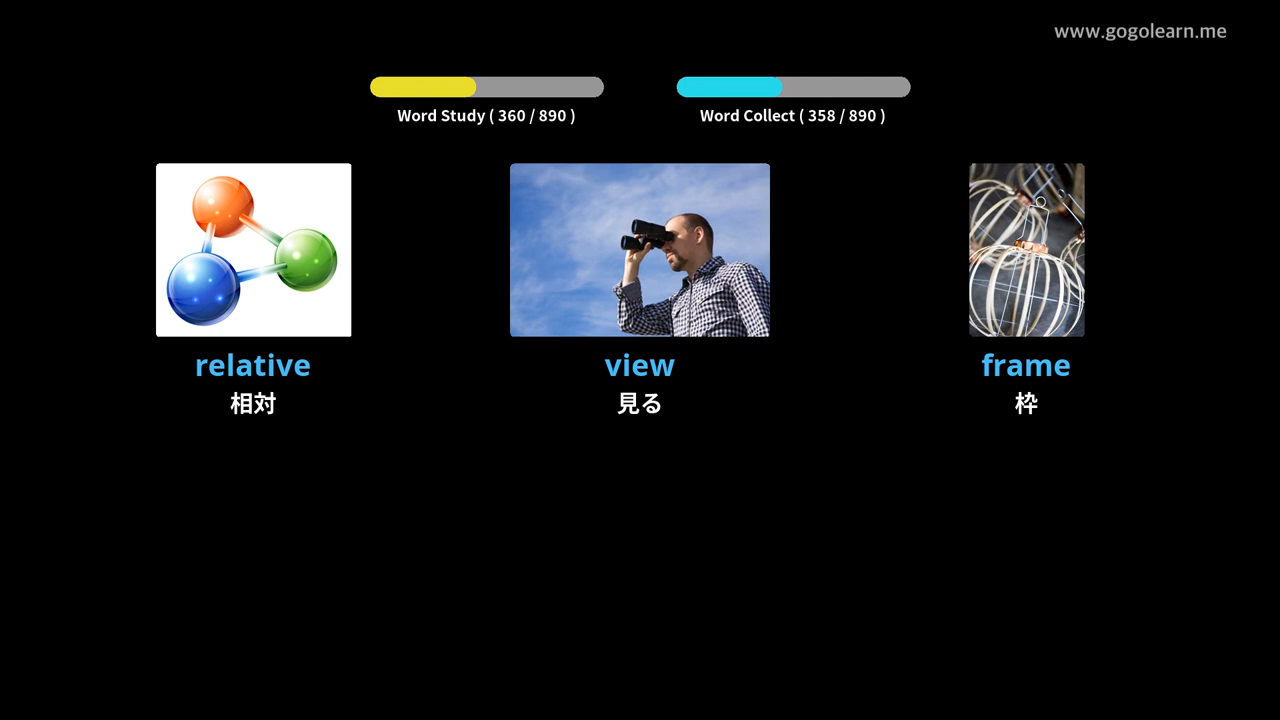 www.gogolearn.me
Word Study ( 360 / 890 )
Word Collect ( 358 / 890 )
relative
相対
view
見る
frame
枠